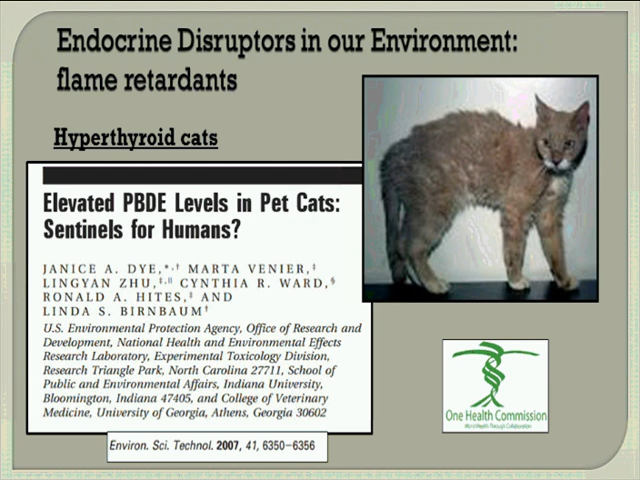 Endocrine Disruptors in our Environment:
flame retardants
Hyperthyroid cats
Elevated PBDE Levels in Pet Cats:
Sentinels for Humans?
JANICE A. DYE,*,† MARTA VENIER,‡
LINGYAN ZHU,‡,|| CYNTHIA R. WARD,§
RONALD A. HITES,‡ AND
LINDA S. BIRNBAUM†
U.S. Environmental Protection Agency, Office of Research and
Development, National Health and Environmental Effects
Research Laboratory, Experimental Toxicology Division,
Research Triangle Park, North Carolina 27711, School of
Public and Environmental Affairs, Indiana University,
Bloomington, Indiana 47405, and College of Veterinary
Medicine, University of Georgia, Athens, Georgia 30602
Environ. Sci. Technol. 2007, 41, 6350–6356
One Health Commission
World Health Through Collaboration